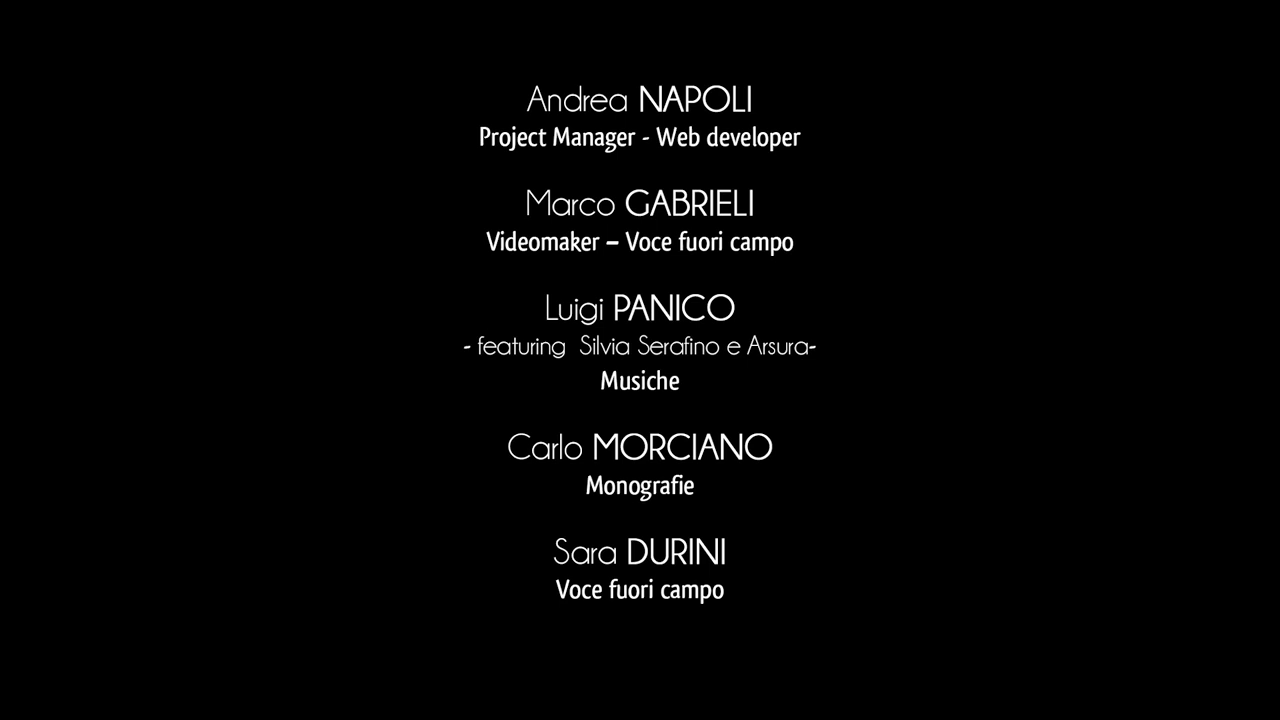 Andrea NAPOLI
Project Manager - Web developer
Marco GABRIELI
Videomaker – Voce fuori campo
Luigi PANICO
- featuring  Silvia Serafino e Arsura-
Musiche
Carlo MORCIANO
Monografie
Sara DURINI
Voce fuori campo